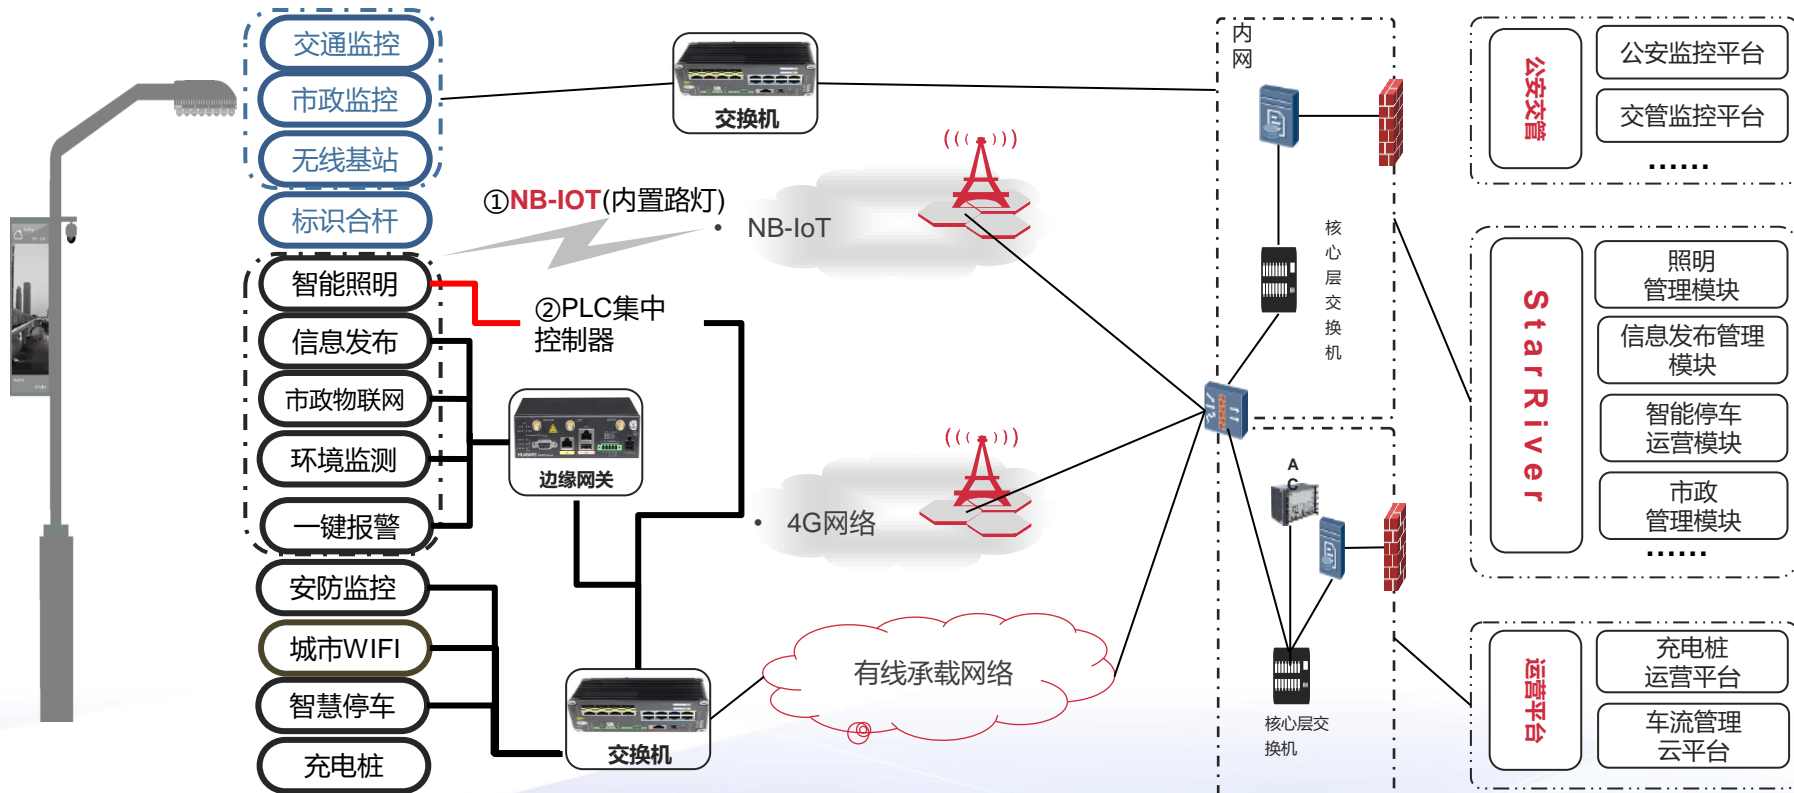 交通监控
市政监控
无线基站
标识合杆
智能照明
信息发布
市政物联网
环境监测
一键报警
安防监控
城市WIFI
智慧停车
充电桩
交换机
①NB-IOT(内置路灯)
• NB-IoT
②PLC集中
控制器
边缘网关
• 4G网络
交换机
有线承载网络
内
网
核
心
层
交
换
机
A
C
核心层交
换机
公安交管
公安监控平台
交管监控平台
......
StarRiver
照明
管理模块
信息发布管理
模块
智能停车
运营模块
市政
管理模块
......
运营平台
充电桩
运营平台
车流管理
云平台